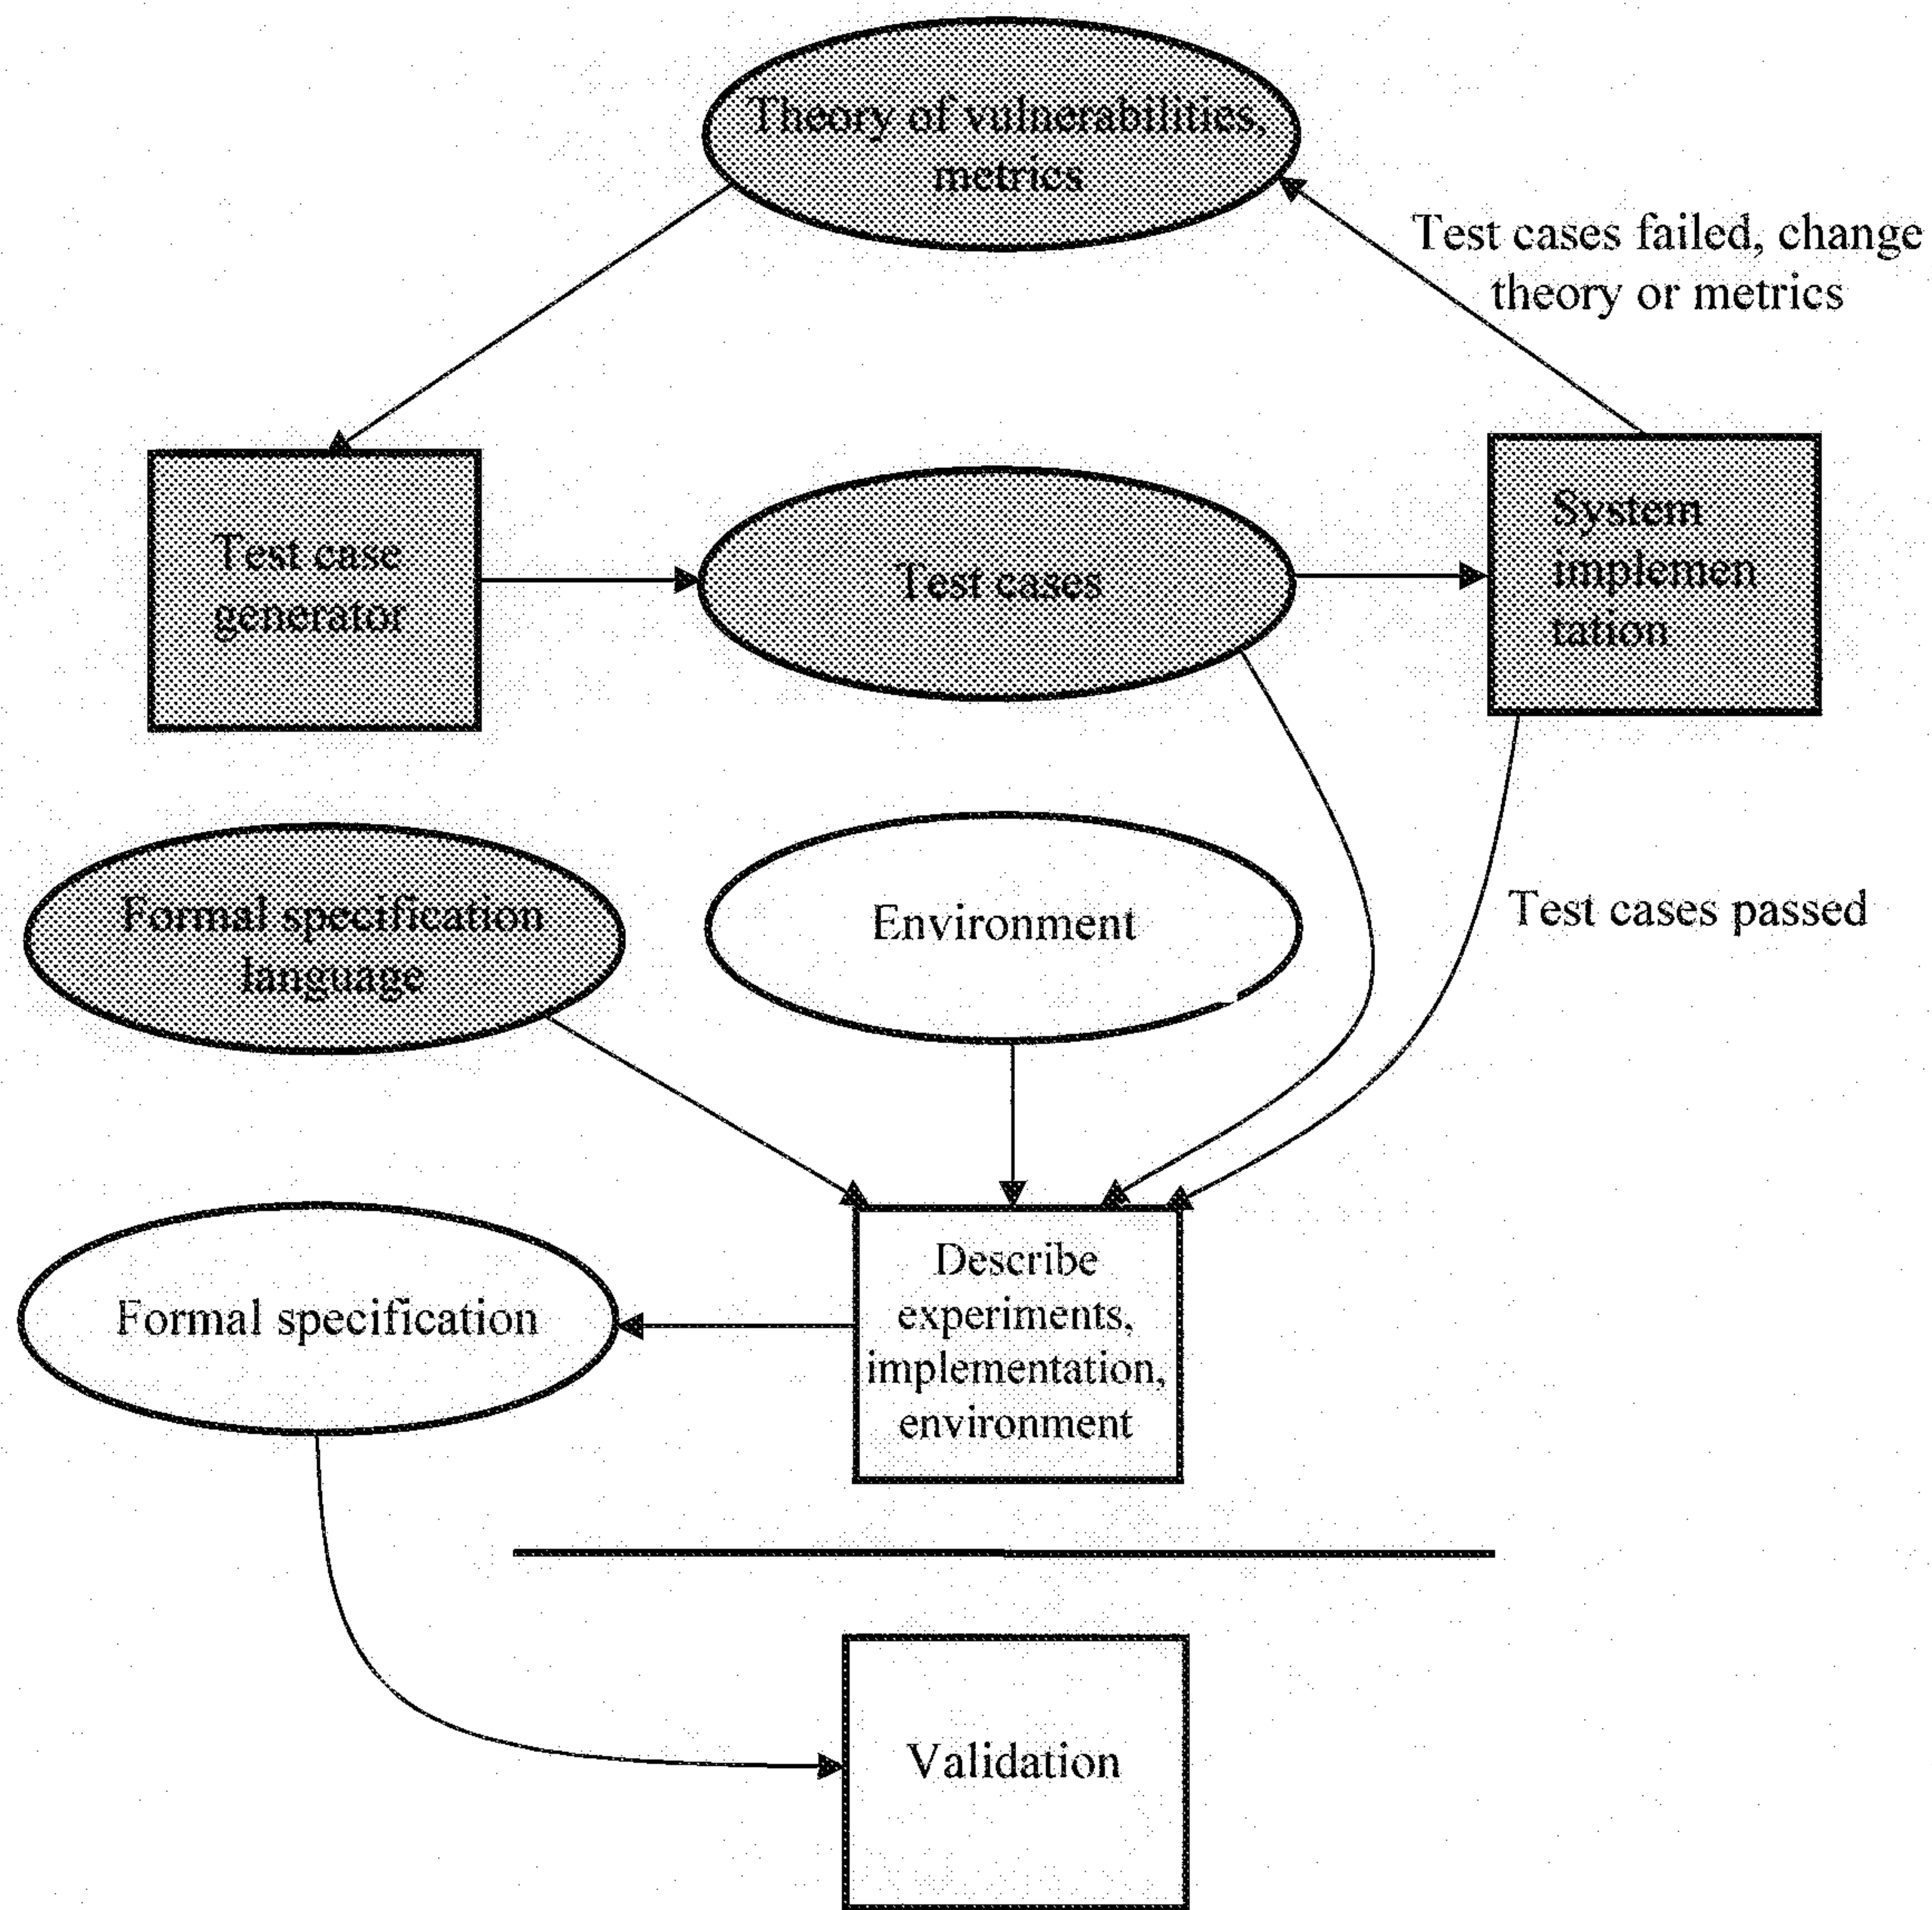 Theory of vulnerabilities,
metrics
Test cases failed, change
theory or metrics
Test case
generator
Test cases
System
implemen
tation
Formal specification
language
Environment
Test cases passed
Formal specification
Describe
experiments,
implementation,
environment
Validation